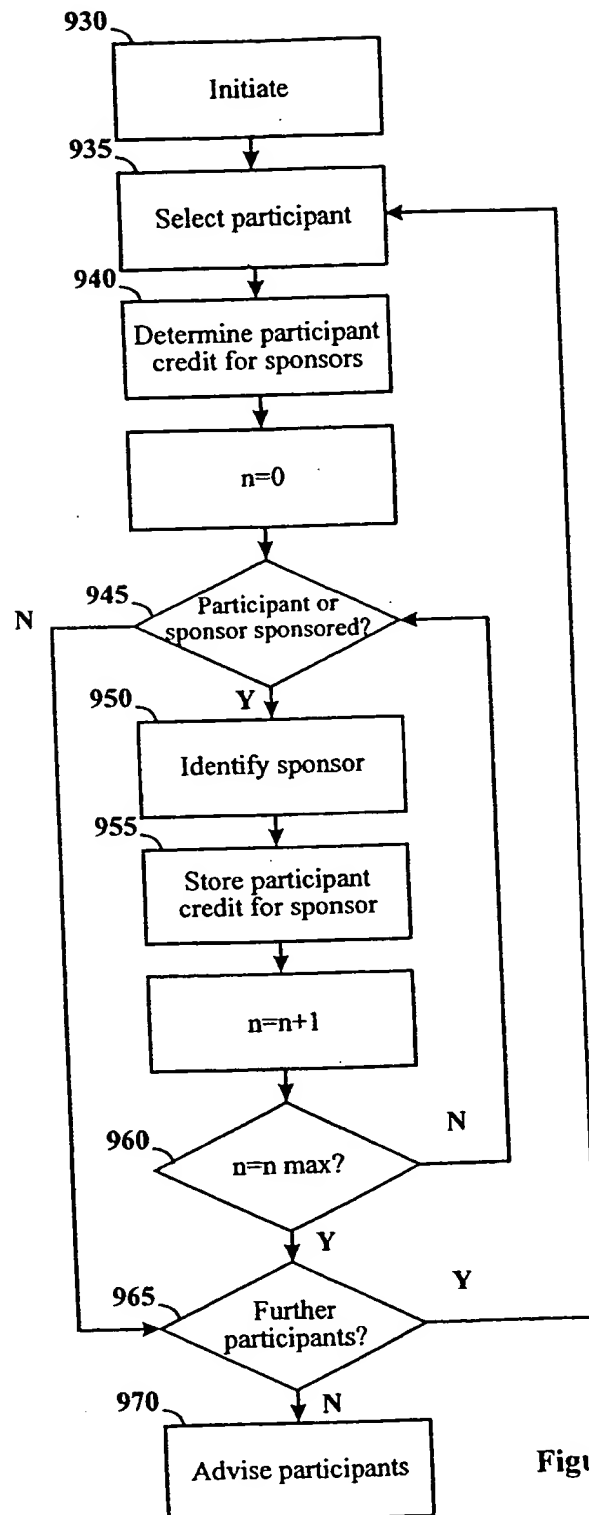 930
Initiate
935
Select participant
940
Determine participant
credit for sponsors
n=0
945
N
Participant or
sponsor sponsored?
Y
950
Identify sponsor
955
Store participant
credit for sponsor
n=n+1
960
N
n=n max?
Y
965
Y
Further
participants?
N
970
Advise participants
Figu